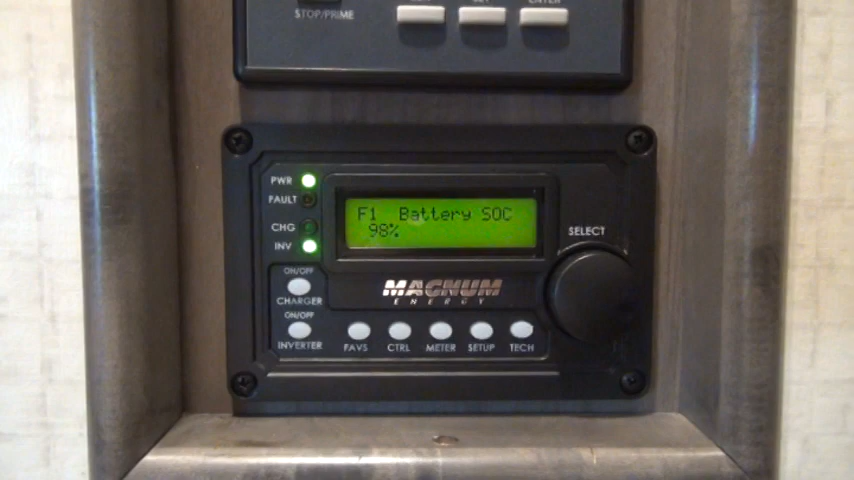 STOP/PRIME
ENTER
PWR
FAULT
CHG
INV
F1 Battery SOC
98%
SELECT
ON/OFF
CHARGER
ON/OFF
INVERTER
MAGNUM
ENERGY
FAVS
CTRL
METER
SETUP
TECH